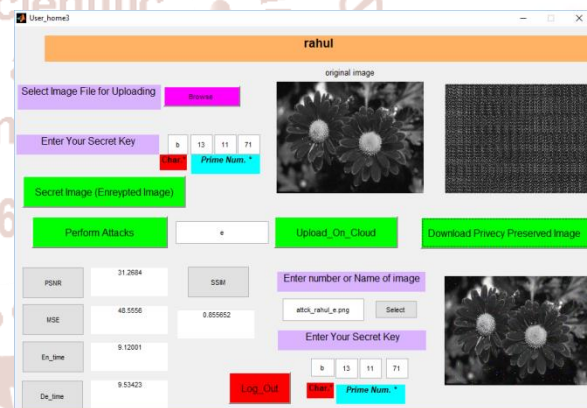 User_home3
rahul
original image
Select Image File for Uploading
Browse
Enter Your Secret Key
b 13 11 71
Char.* Prime Num. *
Secret Image (Enreypted Image)
Perform Attacks
e
Upload_On_Cloud
Download Privecy Preserved Image
PSNR
31.2684
SSIM
0.855652
MSE
48.5556
En_time
9.12001
De_time
9.53423
Enter number or Name of image
attck_rahul_e.png
Select
Enter Your Secret Key
b 13 11 71
Char.* Prime Num. *
Log_Out